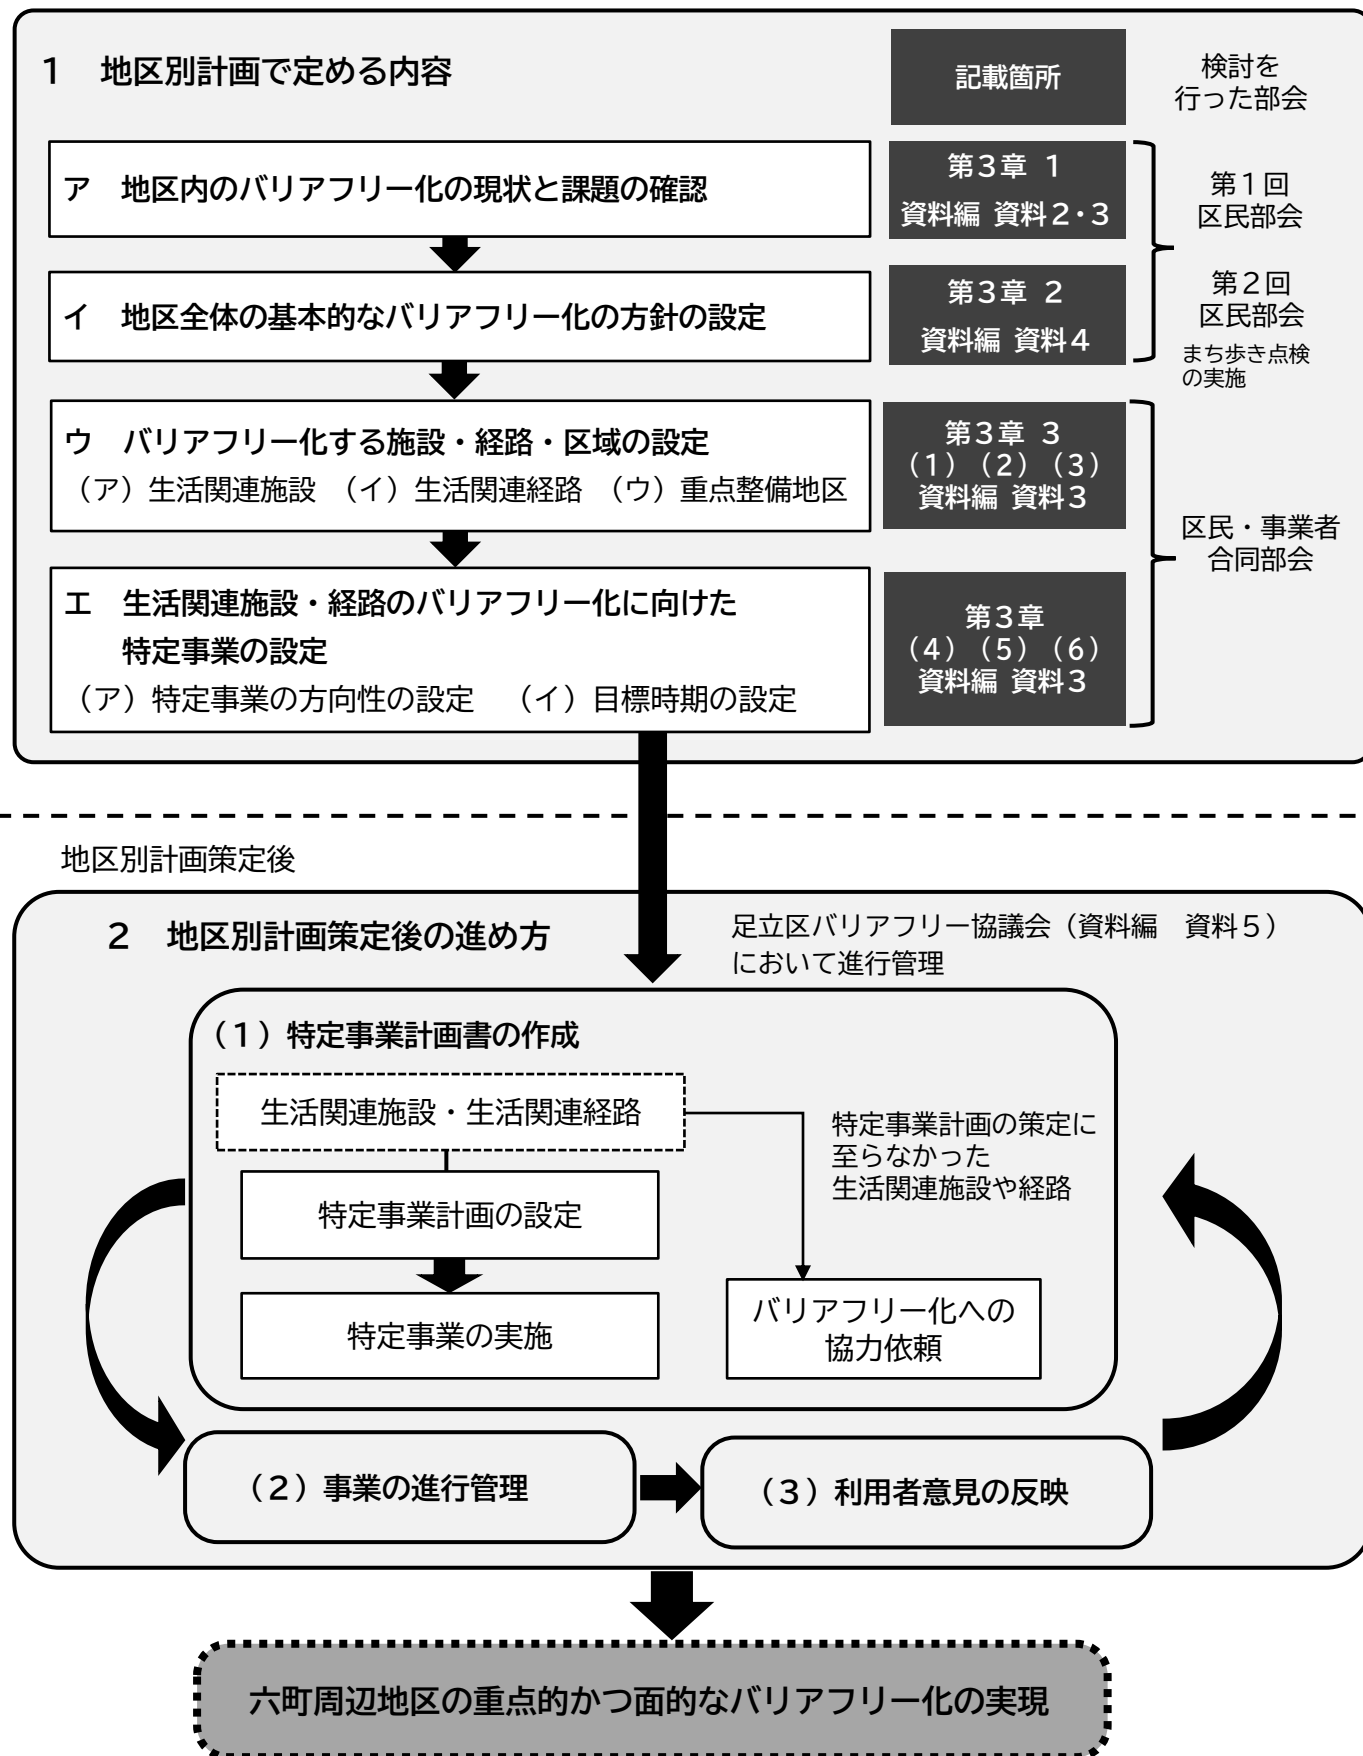 1　地区別計画で定める内容
記載箇所
検討を
行った部会
ア　地区内のバリアフリー化の現状と課題の確認
第3章 1
資料編 資料2・3
第1回
区民部会
イ　地区全体の基本的なバリアフリー化の方針の設定
第3章 2
資料編 資料4
第2回
区民部会
まち歩き点検
の実施
ウ　バリアフリー化する施設・経路・区域の設定
（ア）生活関連施設　（イ）生活関連経路　（ウ）重点整備地区
第3章 3
（1）（2）（3）
資料編 資料3
区民・事業者
合同部会
エ　生活関連施設・経路のバリアフリー化に向けた
特定事業の設定
（ア）特定事業の方向性の設定　（イ）目標時期の設定
第3章
（4）（5）（6）
資料編 資料3
地区別計画策定後
2　地区別計画策定後の進め方
足立区バリアフリー協議会（資料編　資料5）
において進行管理
（1）特定事業計画書の作成
生活関連施設・生活関連経路
特定事業計画の策定に
至らなかった
生活関連施設や経路
特定事業計画の設定
特定事業の実施
バリアフリー化への
協力依頼
（2）事業の進行管理
（3）利用者意見の反映
六町周辺地区の重点的かつ面的なバリアフリー化の実現